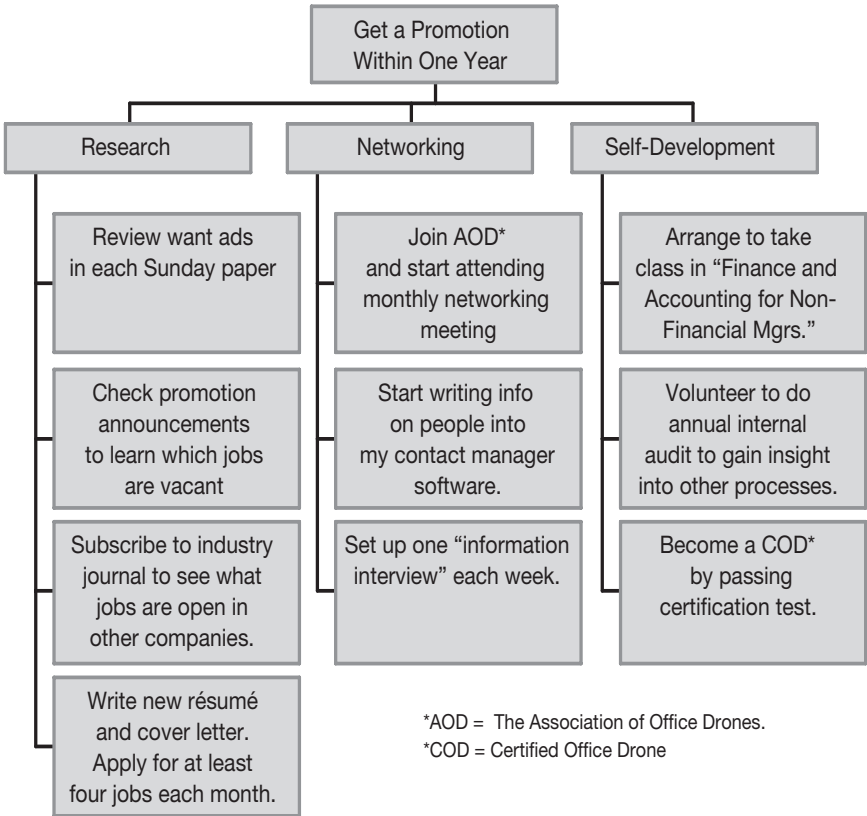 Get a Promotion
Within One Year
Research
Review want ads
in each Sunday paper
Check promotion
announcements
to learn which jobs
are vacant
Subscribe to industry
journal to see what
jobs are open in
other companies.
Write new résumé
and cover letter.
Apply for at least
four jobs each month.
Networking
Join AOD*
and start attending
monthly networking
meeting
Start writing info
on people into
my contact manager
software.
Set up one “information
interview” each week.
Self-Development
Arrange to take
class in “Finance and
Accounting for Non-
Financial Mgrs.”
Volunteer to do
annual internal
audit to gain insight
into other processes.
Become a COD*
by passing
certification test.
*AOD = The Association of Office Drones.
*COD = Certified Office Drone